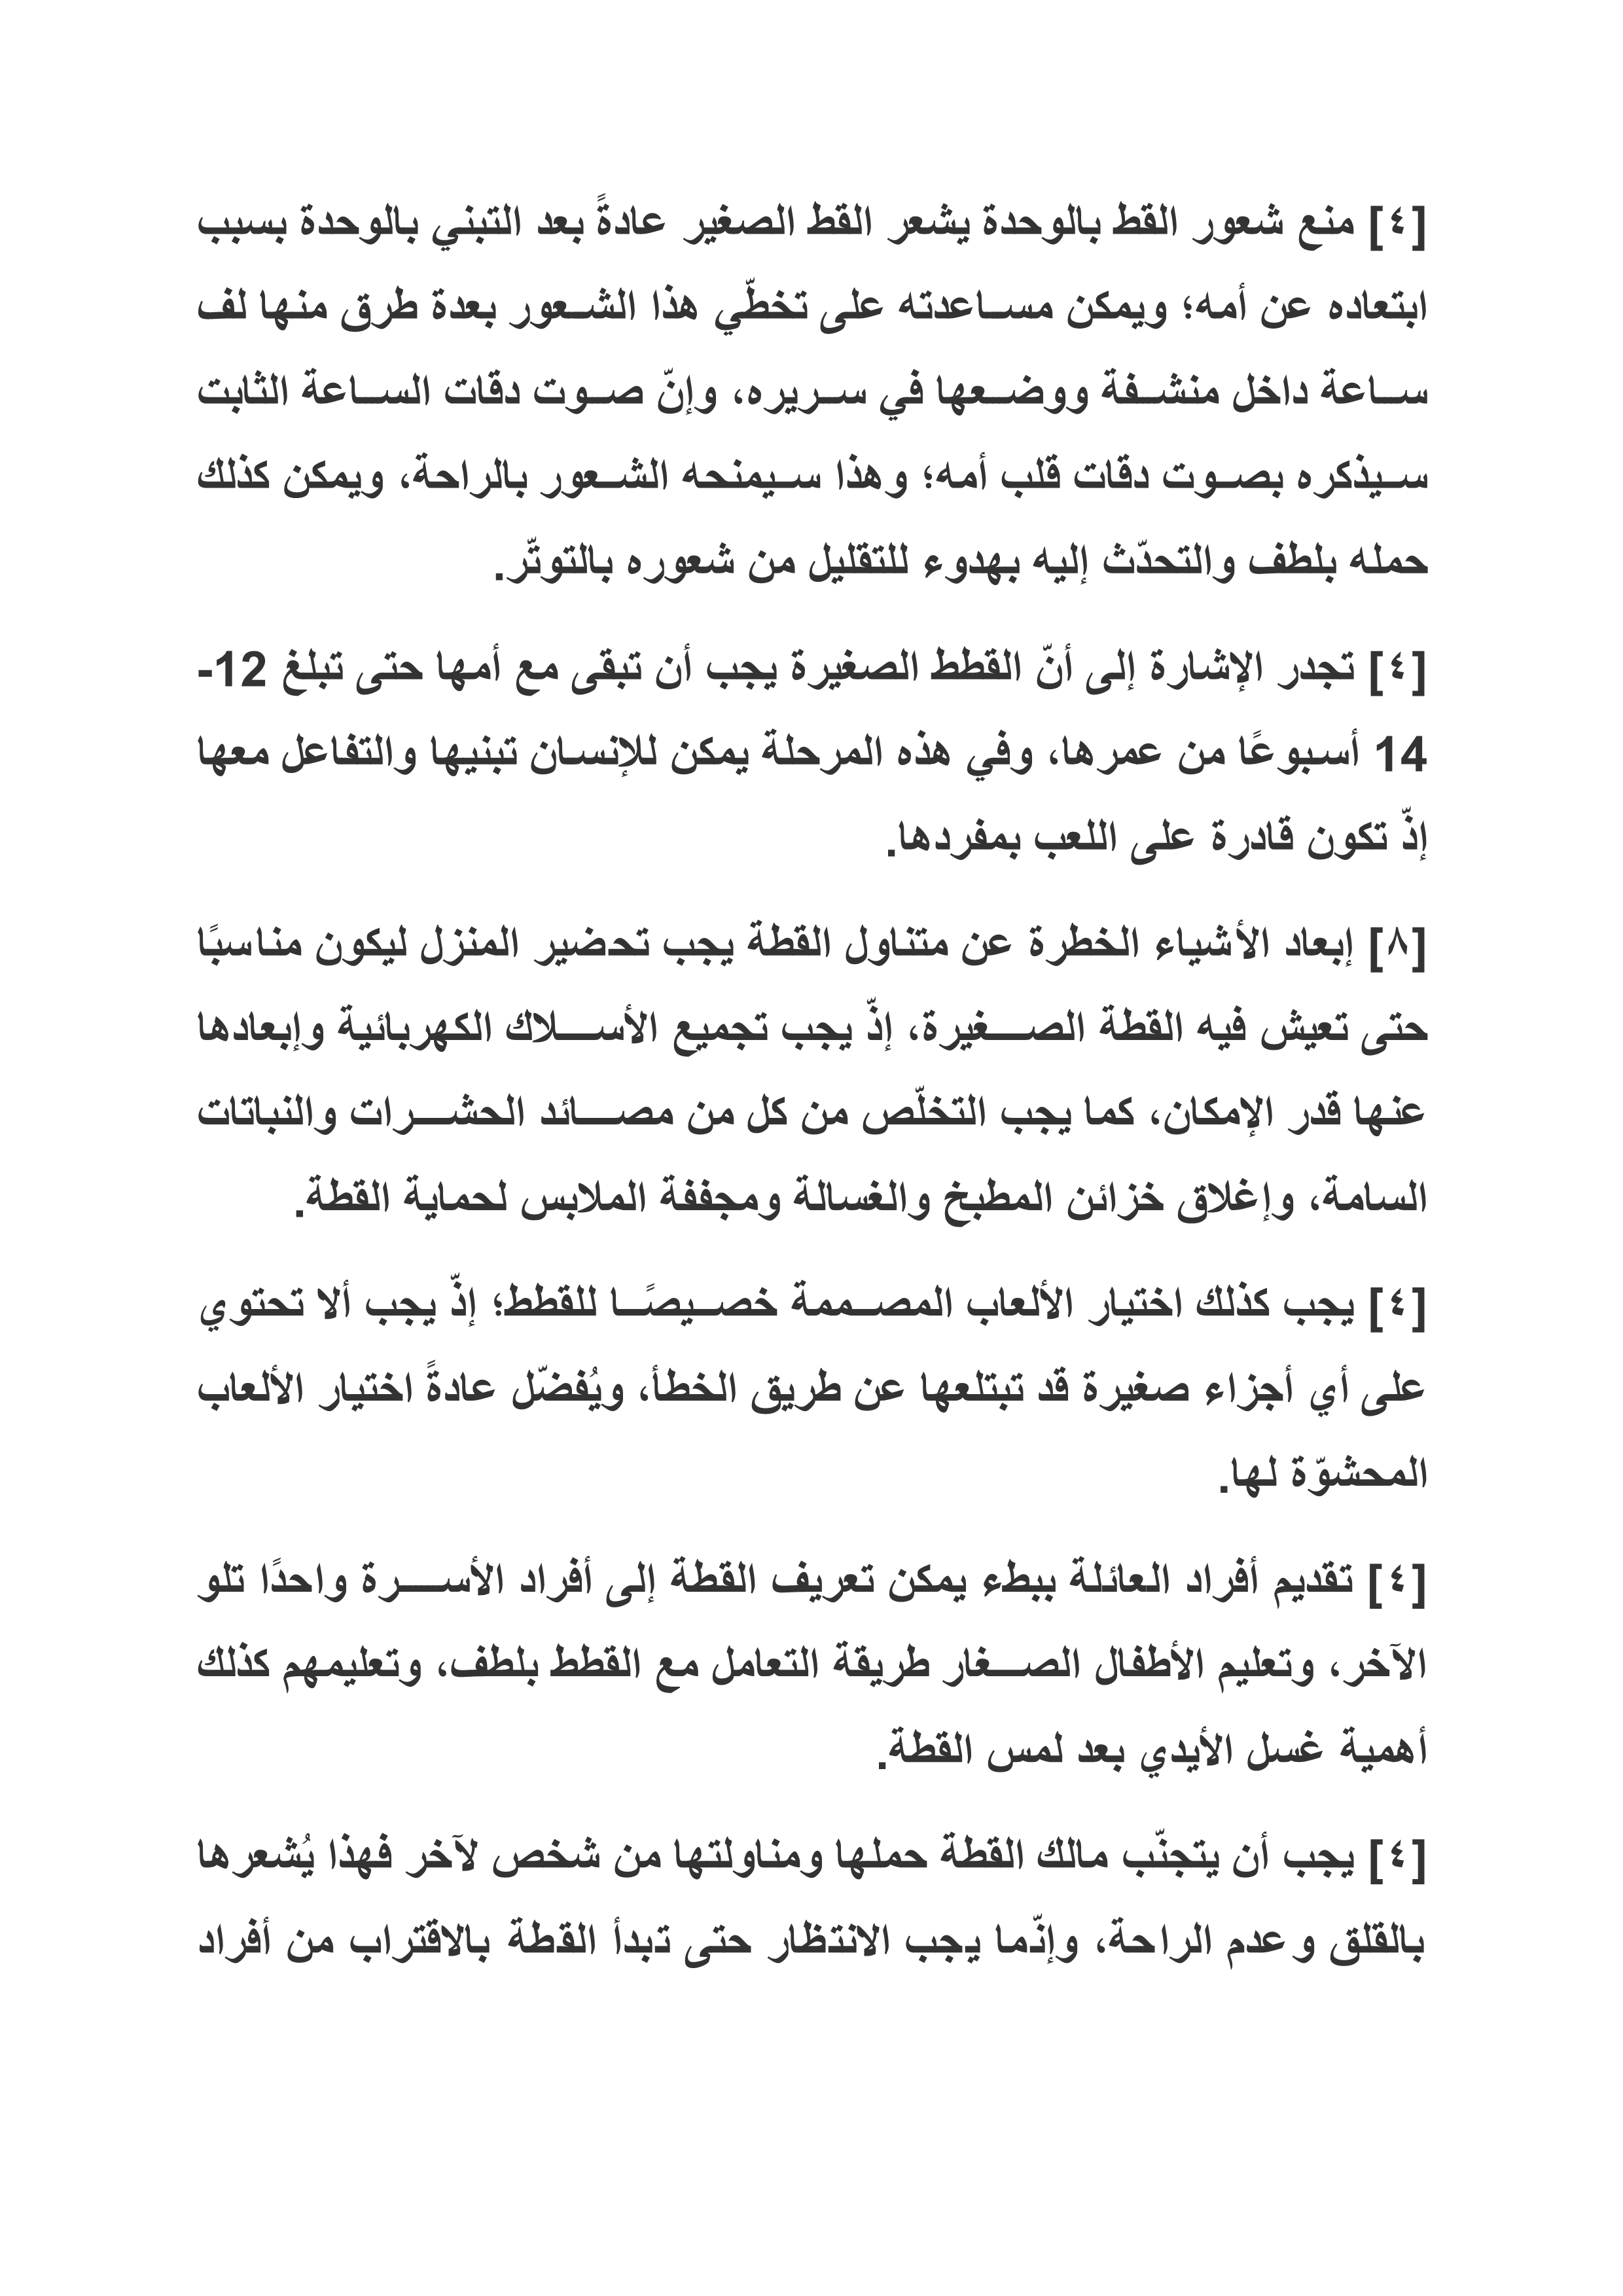 [٤] منع شعور القط بالوحدة يشعر القط الصغير عادةً بعد التبني بالوحدة بسبب
ابتعاده عن أمه؛ ويمكن مساعدته على تخطّي هذا الشعور بعدة طرق منها لف
ساعة داخل منشفة ووضعها في سريره، وإنّ صوت دقات الساعة الثابت
سيذكره بصوت دقات قلب أمه؛ وهذا سيمنحه الشعور بالراحة، ويمكن كذلك
حمله بلطف والتحدّث إليه بهدوء للتقليل من شعوره بالتوتّر.
[٤] تجدر الإشارة إلى أنّ القطط الصغيرة يجب أن تبقى مع أمها حتى تبلغ 12-
14 أسبوعًا من عمرها، وفي هذه المرحلة يمكن للإنسان تبنيها والتفاعل معها
إذّ تكون قادرة على اللعب بمفردها.
[٨] إبعاد الأشياء الخطرة عن متناول القطة يجب تحضير المنزل ليكون مناسبًا
حتى تعيش فيه القطة الصغيرة، إذّ يجب تجميع الأسلاك الكهربائية وإبعادها
عنها قدر الإمكان، كما يجب التخلّص من كل من مصائد الحشرات والنباتات
السامة، وإغلاق خزائن المطبخ والغسالة ومجففة الملابس لحماية القطة.
[٤] يجب كذلك اختيار الألعاب المصممة خصيصًا للقطط؛ إذّ يجب ألا تحتوي
على أي أجزاء صغيرة قد تبتلعها عن طريق الخطأ، ويُفضّل عادةً اختيار الألعاب
المحشوّة لها.
[٤] تقديم أفراد العائلة ببطء يمكن تعريف القطة إلى أفراد الأسرة واحدًا تلو
الآخر، وتعليم الأطفال الصغار طريقة التعامل مع القطط بلطف، وتعليمهم كذلك
أهمية غسل الأيدي بعد لمس القطة.
[٤] يجب أن يتجنّب مالك القطة حملها ومناولتها من شخص لآخر فهذا يُشعرها
بالقلق وعدم الراحة، وإنّما يجب الانتظار حتى تبدأ القطة بالاقتراب من أفراد